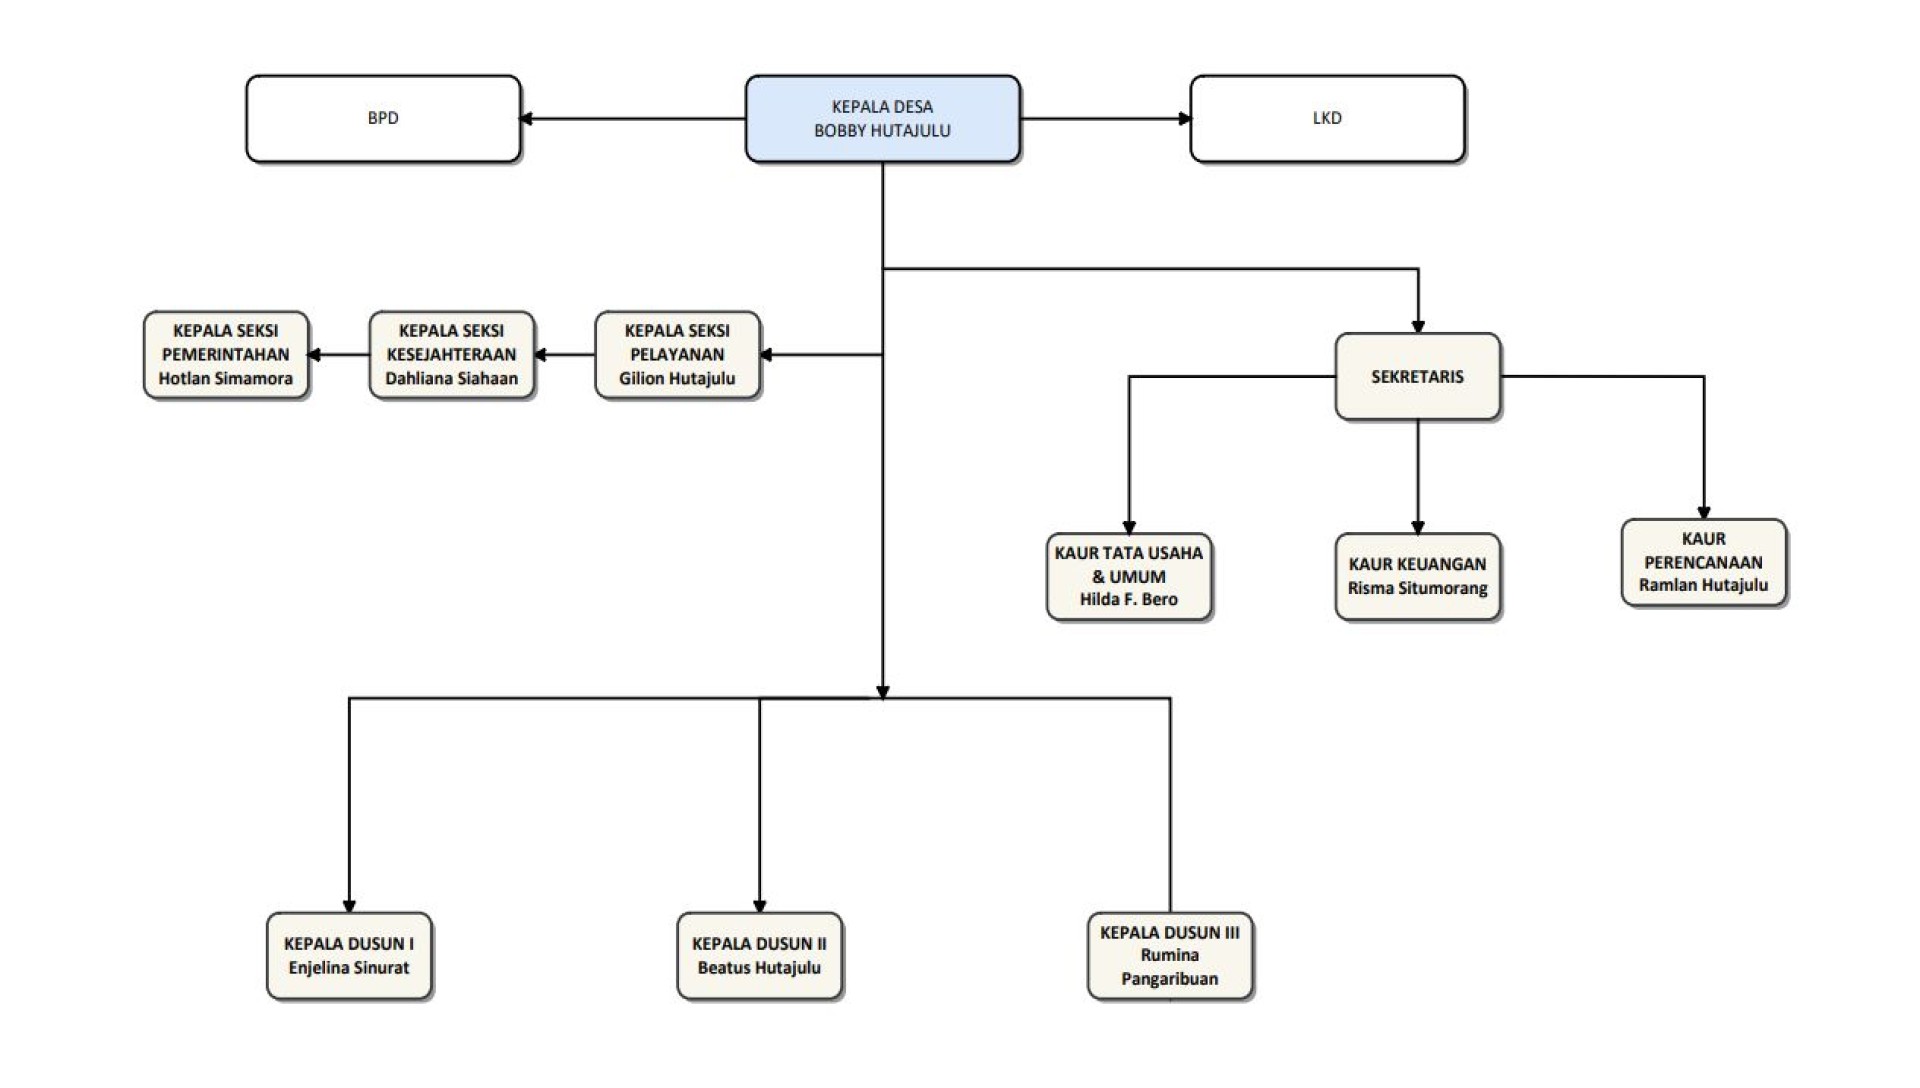 BPD
KEPALA DESA
BOBBY HUTAJULU
LKD
KEPALA SEKSI
PEMERINTAHAN
Hotlan Simamora
KEPALA SEKSI
KESEJAHTERAAN
Dahliana Siahaan
KEPALA SEKSI
PELAYANAN
Gilion Hutajulu
SEKRETARIS
KAUR TATA USAHA
& UMUM
Hilda F. Bero
KAUR KEUANGAN
Risma Situmorang
KAUR
PERENCANAAN
Ramlan Hutajulu
KEPALA DUSUN I
Enjelina Sinurat
KEPALA DUSUN II
Beatus Hutajulu
KEPALA DUSUN III
Rumina
Pangaribuan